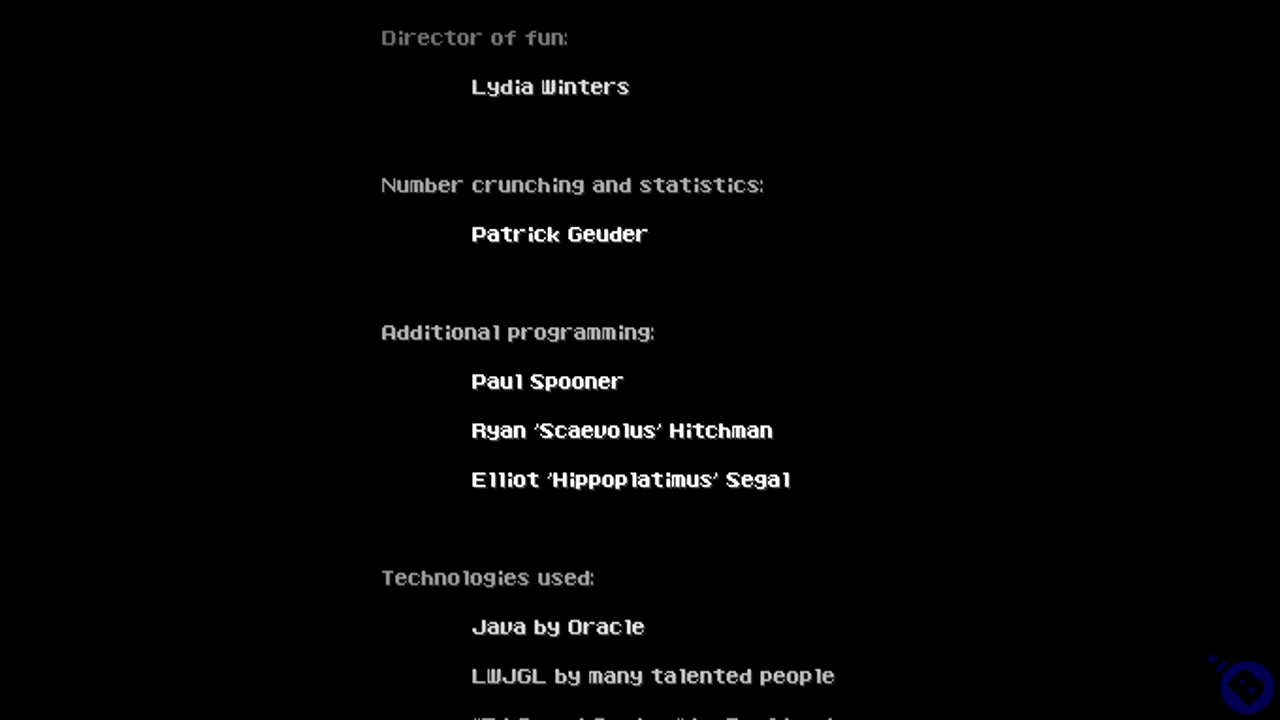 Director of fun:
Lydia Winters
Number crunching and statistics:
Patrick Geuder
Additional programming:
Paul Spooner
Ryan 'Scaevolus' Hitchman
Elliot 'Hippoplatimus' Segal
Technologies used:
Java by Oracle
LWJGL by many talented people